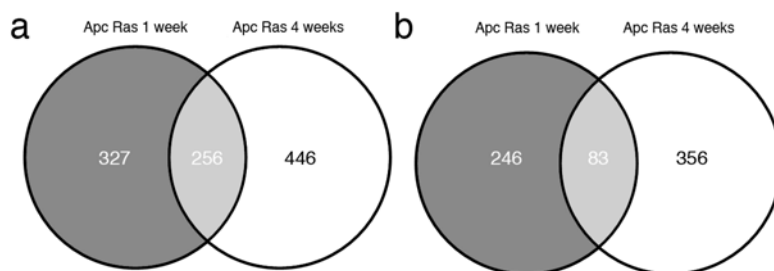 a Apc Ras 1 week Apc Ras 4 weeks
327 256 446
b Apc Ras 1 week Apc Ras 4 weeks
246 83 356